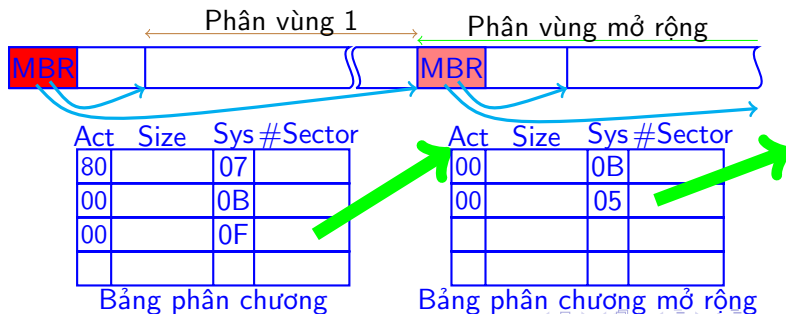 Phân vùng 1 Phân vùng mở rộng
MBR MBR
Act Size Sys #Sector Act Size Sys #Sector
80 07 00 0B
00 0B 00 05
00 0F
Bảng phân chương Bảng phân chương mở rộng